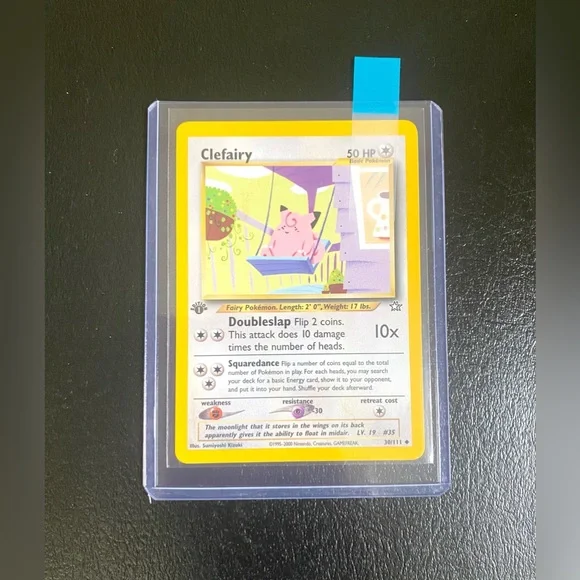 Clefairy
50 HP
Basic Pokémon
Fairy Pokémon. Length: 2' 0", Weight: 17 lbs.
Doubleslap Flip 2 coins.
This attack does 10 damage
times the number of heads.
10x
Squaredance Flip a number of coins equal to the total
number of Pokémon in play. For each heads, you may search
your deck for a basic Energy card, show it to your opponent,
and put it into your hand. Shuffle your deck afterward.
weakness
resistance
retreat cost
-30
The moonlight that it stores in the wings on its back
apparently gives it the ability to float in midair. LV. 19 #35
Illus. Sumiyoshi Kizuki
©1995-2000 Nintendo, Creatures, GAMEFREAK.
30/111